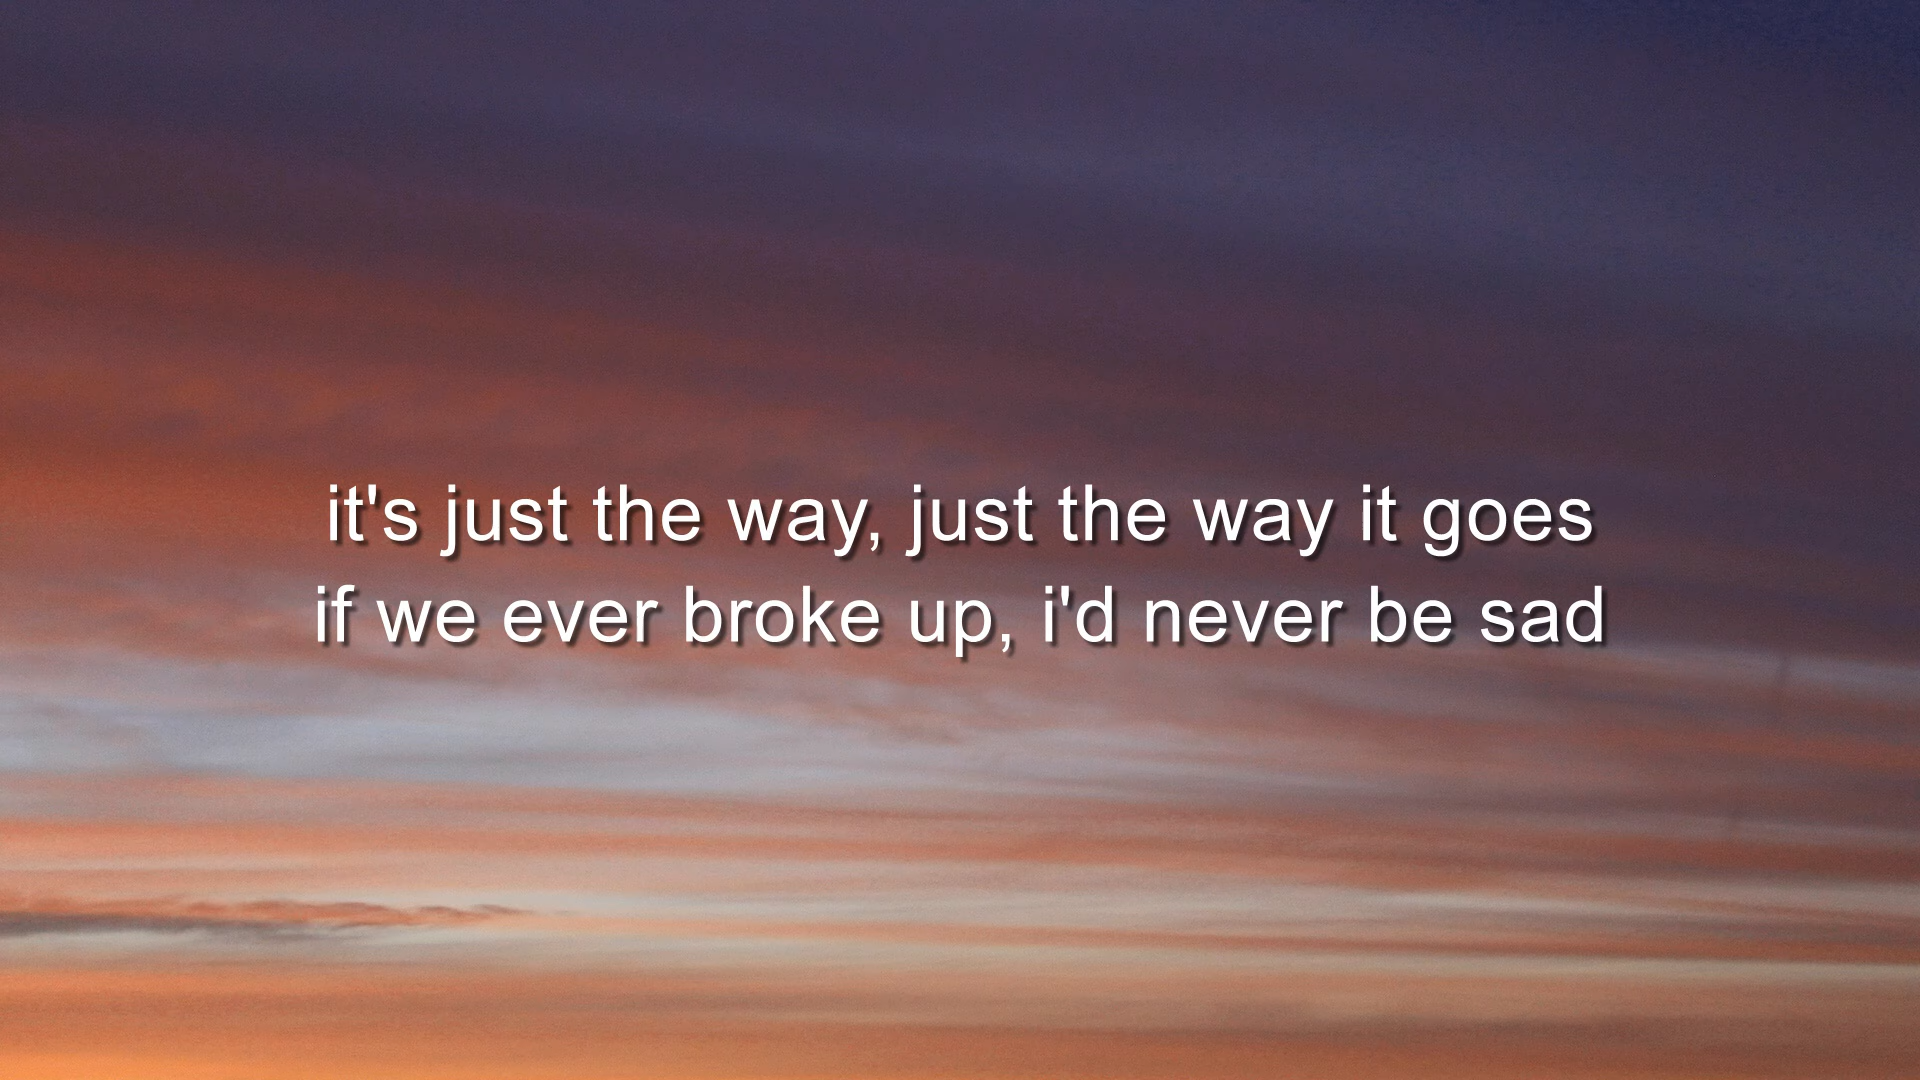 it's just the way, just the way it goes
if we ever broke up, i'd never be sad